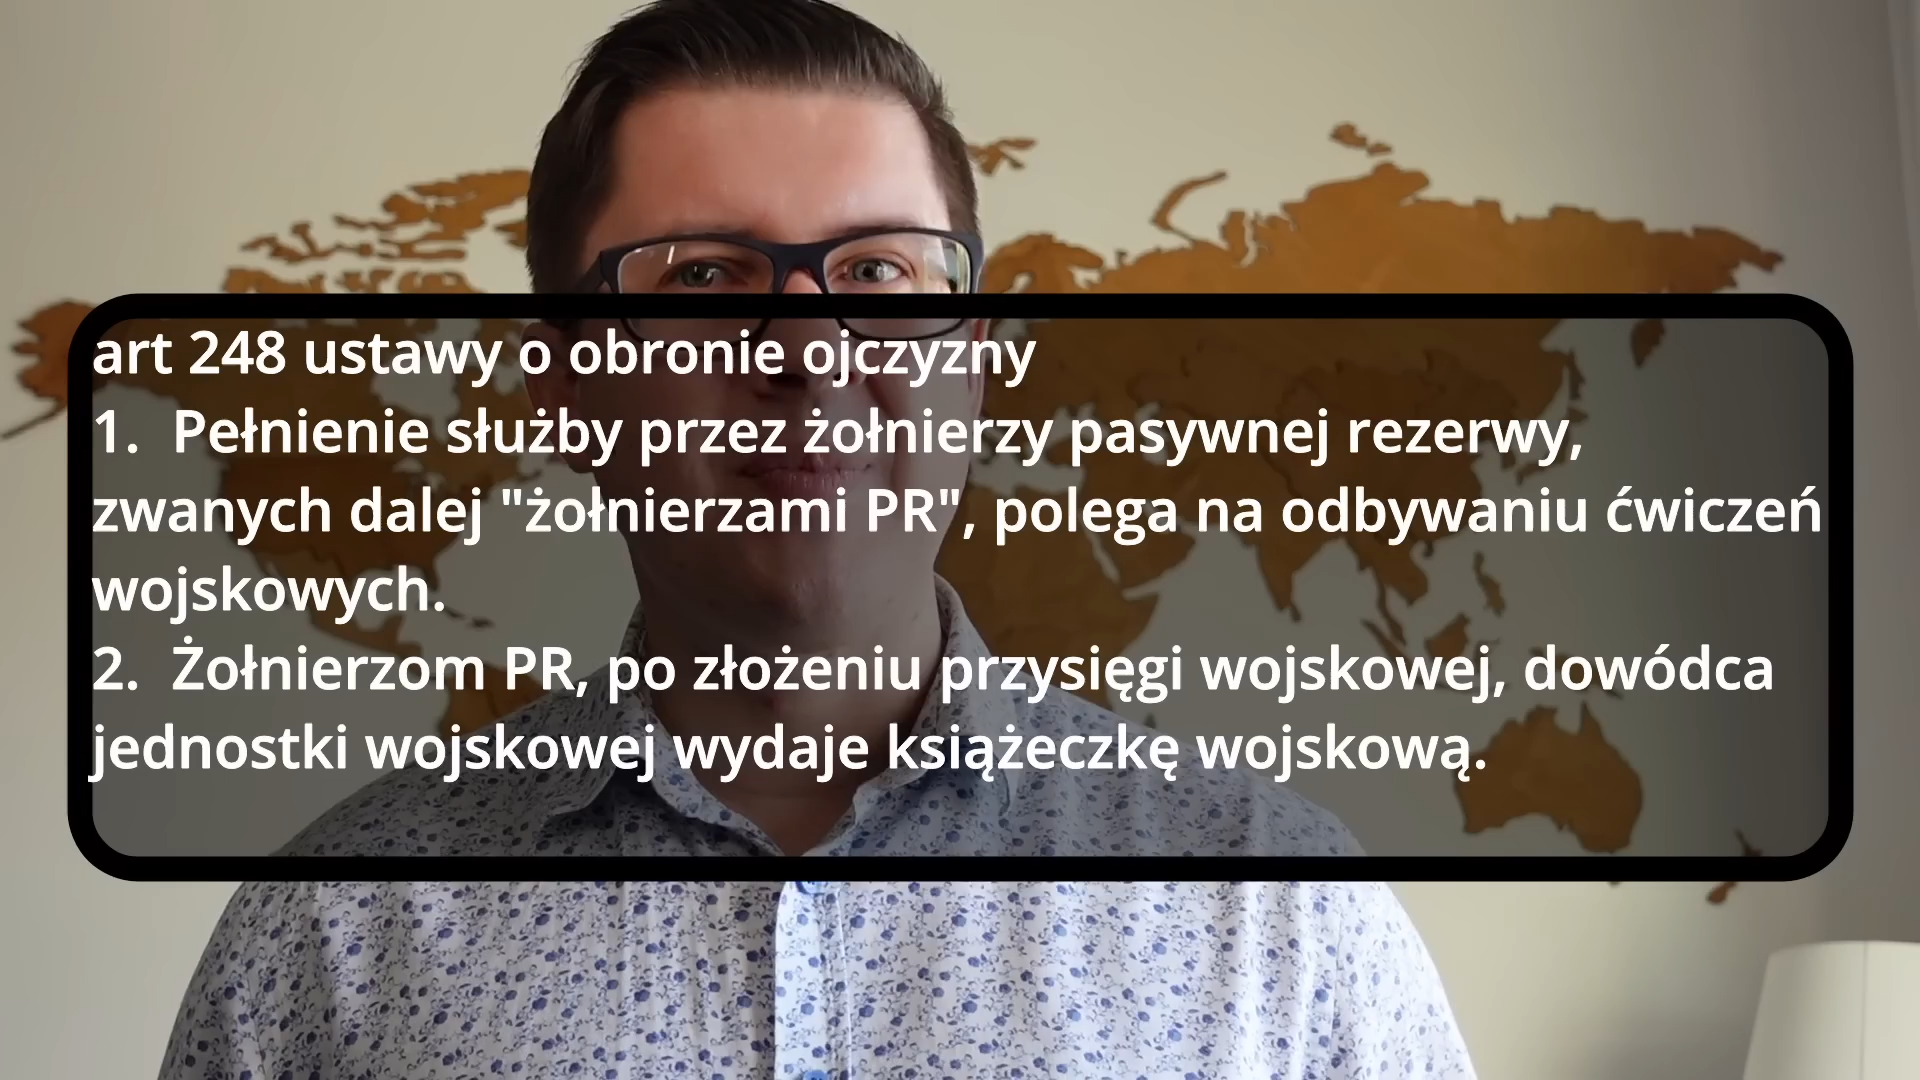 art 248 ustawy o obronie ojczyzny
1. Pełnienie służby przez żołnierzy pasywnej rezerwy,
zwanych dalej "żołnierzami PR", polega na odbywaniu ćwiczeń
wojskowych.
2. Żołnierzom PR, po złożeniu przysięgi wojskowej, dowódca
jednostki wojskowej wydaje książeczkę wojskową.